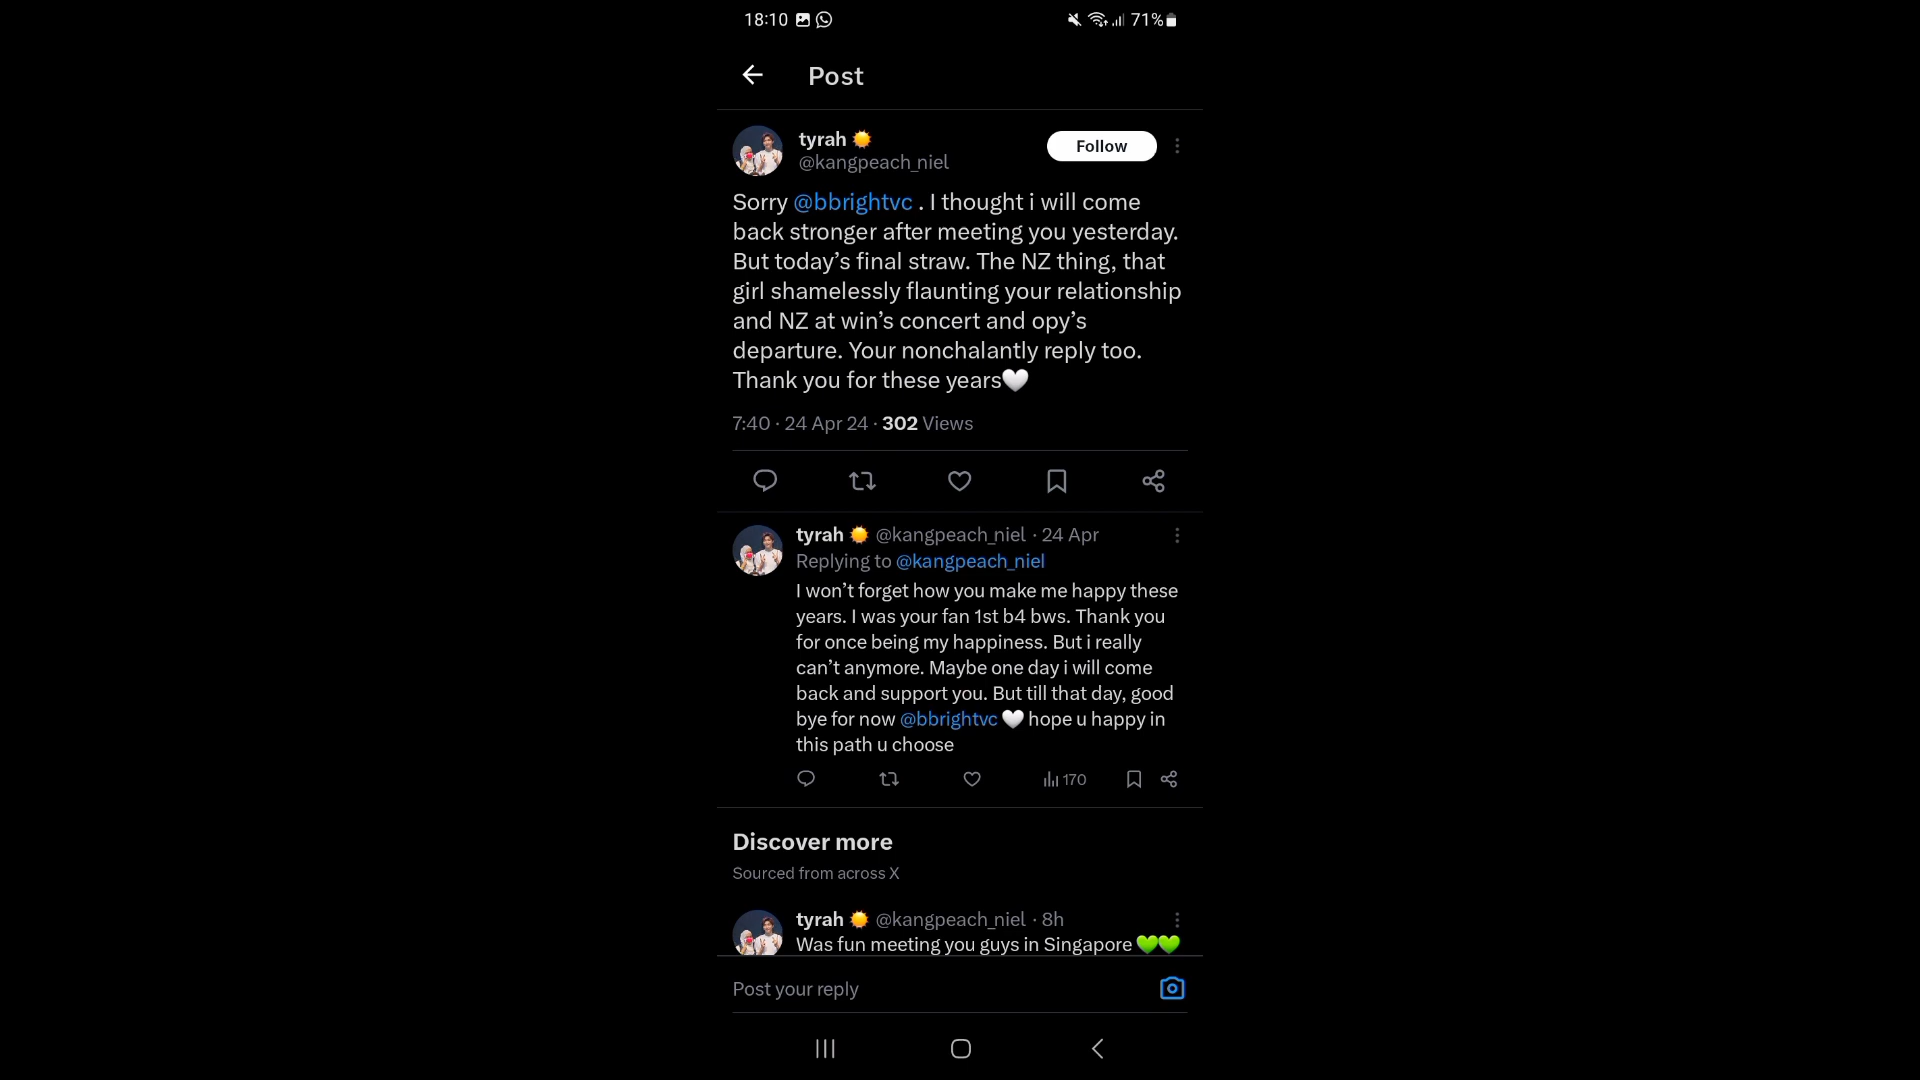 18:10
71%
Post
tyrah
@kangpeach_niel
Follow
Sorry @bbrightvc . I thought i will come
back stronger after meeting you yesterday.
But today’s final straw. The NZ thing, that
girl shamelessly flaunting your relationship
and NZ at win’s concert and opy’s
departure. Your nonchalantly reply too.
Thank you for these years🤍
7:40 · 24 Apr 24 · 302 Views
tyrah ☀️ @kangpeach_niel · 24 Apr
Replying to @kangpeach_niel
I won’t forget how you make me happy these
years. I was your fan 1st b4 bws. Thank you
for once being my happiness. But i really
can’t anymore. Maybe one day i will come
back and support you. But till that day, good
bye for now @bbrightvc 🤍 hope u happy in
this path u choose
170
Discover more
Sourced from across X
tyrah ☀️ @kangpeach_niel · 8h
Was fun meeting you guys in Singapore 💚💚
Post your reply